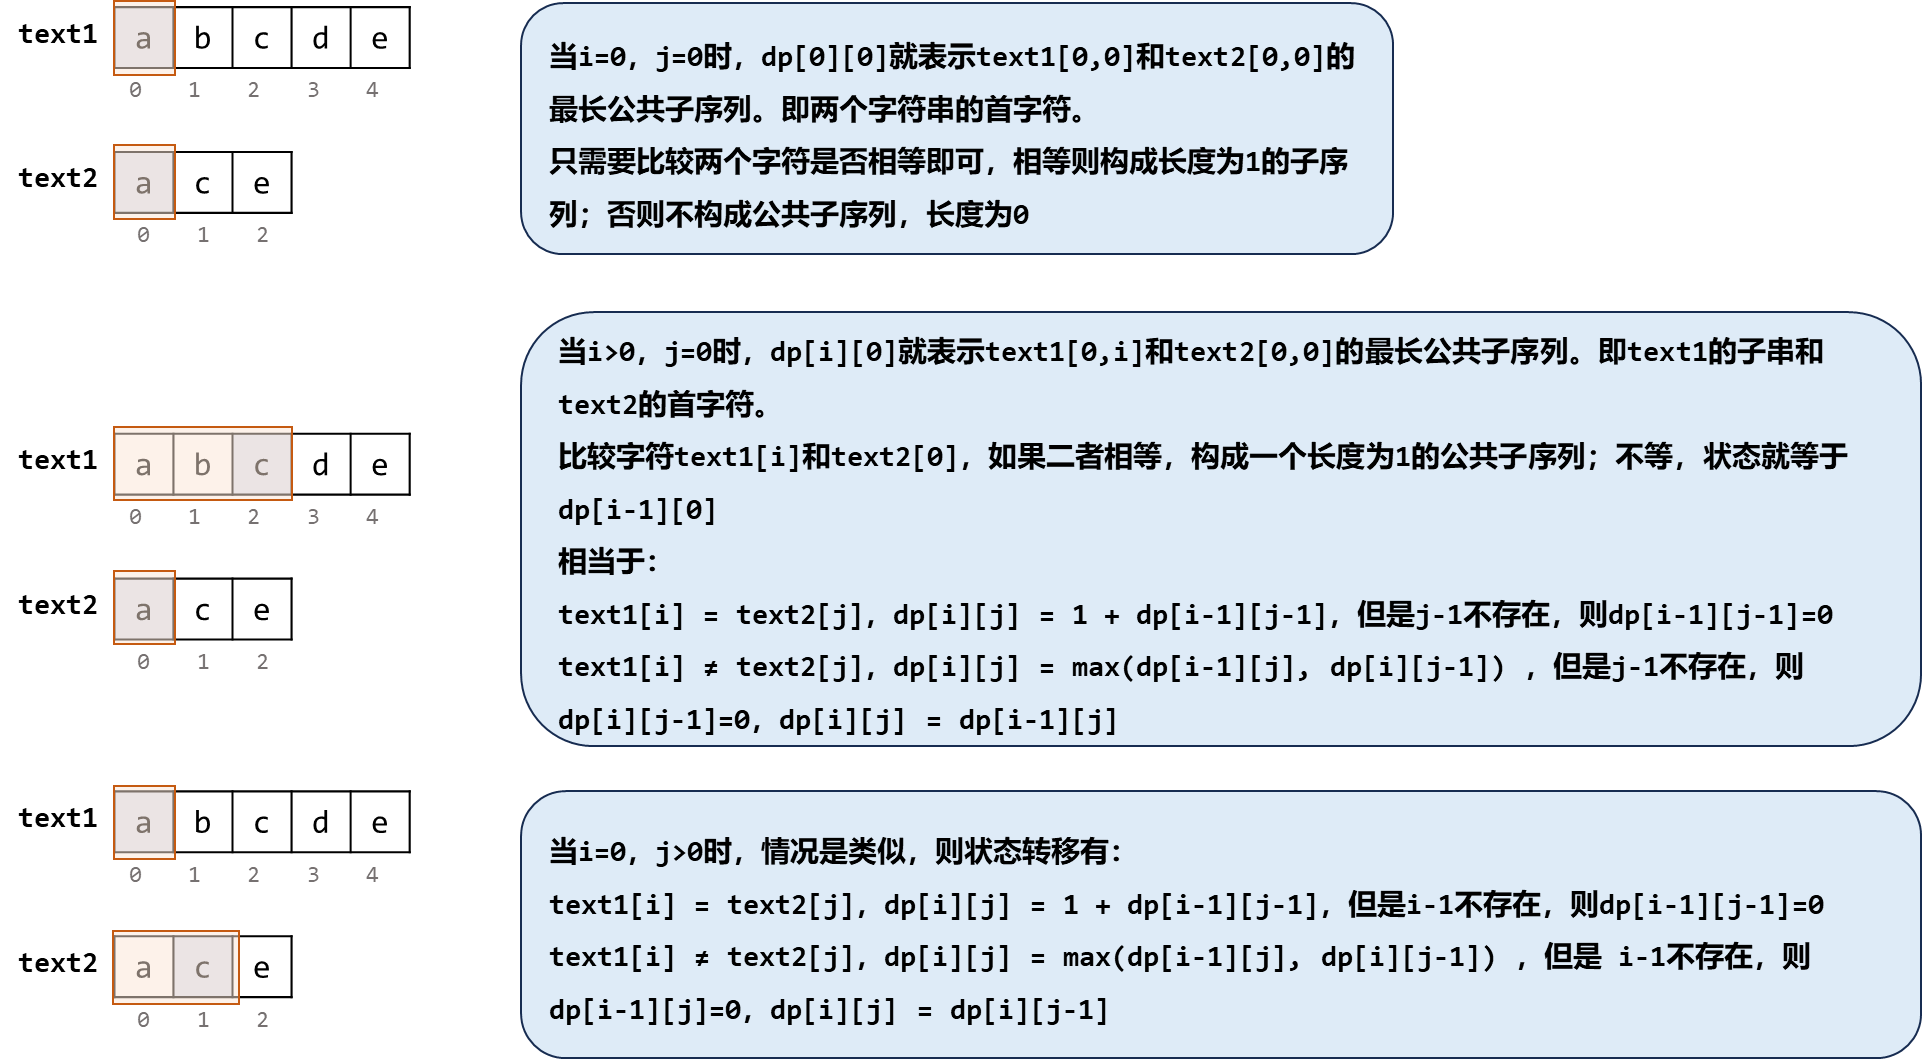 text1 a b c d e
0 1 2 3 4
text2 a c e
0 1 2
当i=0，j=0时，dp[0][0]就表示text1[0,0]和text2[0,0]的
最长公共子序列。即两个字符串的首字符。
只需要比较两个字符是否相等即可，相等则构成长度为1的子序
列；否则不构成公共子序列，长度为0
text1 a b c d e
0 1 2 3 4
text2 a c e
0 1 2
当i>0，j=0时，dp[i][0]就表示text1[0,i]和text2[0,0]的最长公共子序列。即text1的子串和
text2的首字符。
比较字符text1[i]和text2[0]，如果二者相等，构成一个长度为1的公共子序列；不等，状态就等于
dp[i-1][0]
相当于：
text1[i] = text2[j]，dp[i][j] = 1 + dp[i-1][j-1]，但是j-1不存在，则dp[i-1][j-1]=0
text1[i] ≠ text2[j]，dp[i][j] = max(dp[i-1][j], dp[i][j-1]) ，但是j-1不存在，则
dp[i][j-1]=0，dp[i][j] = dp[i-1][j]
text1 a b c d e
0 1 2 3 4
text2 a c e
0 1 2
当i=0，j>0时，情况是类似，则状态转移有：
text1[i] = text2[j]，dp[i][j] = 1 + dp[i-1][j-1]，但是i-1不存在，则dp[i-1][j-1]=0
text1[i] ≠ text2[j]，dp[i][j] = max(dp[i-1][j], dp[i][j-1]) ，但是 i-1不存在，则
dp[i-1][j]=0，dp[i][j] = dp[i][j-1]